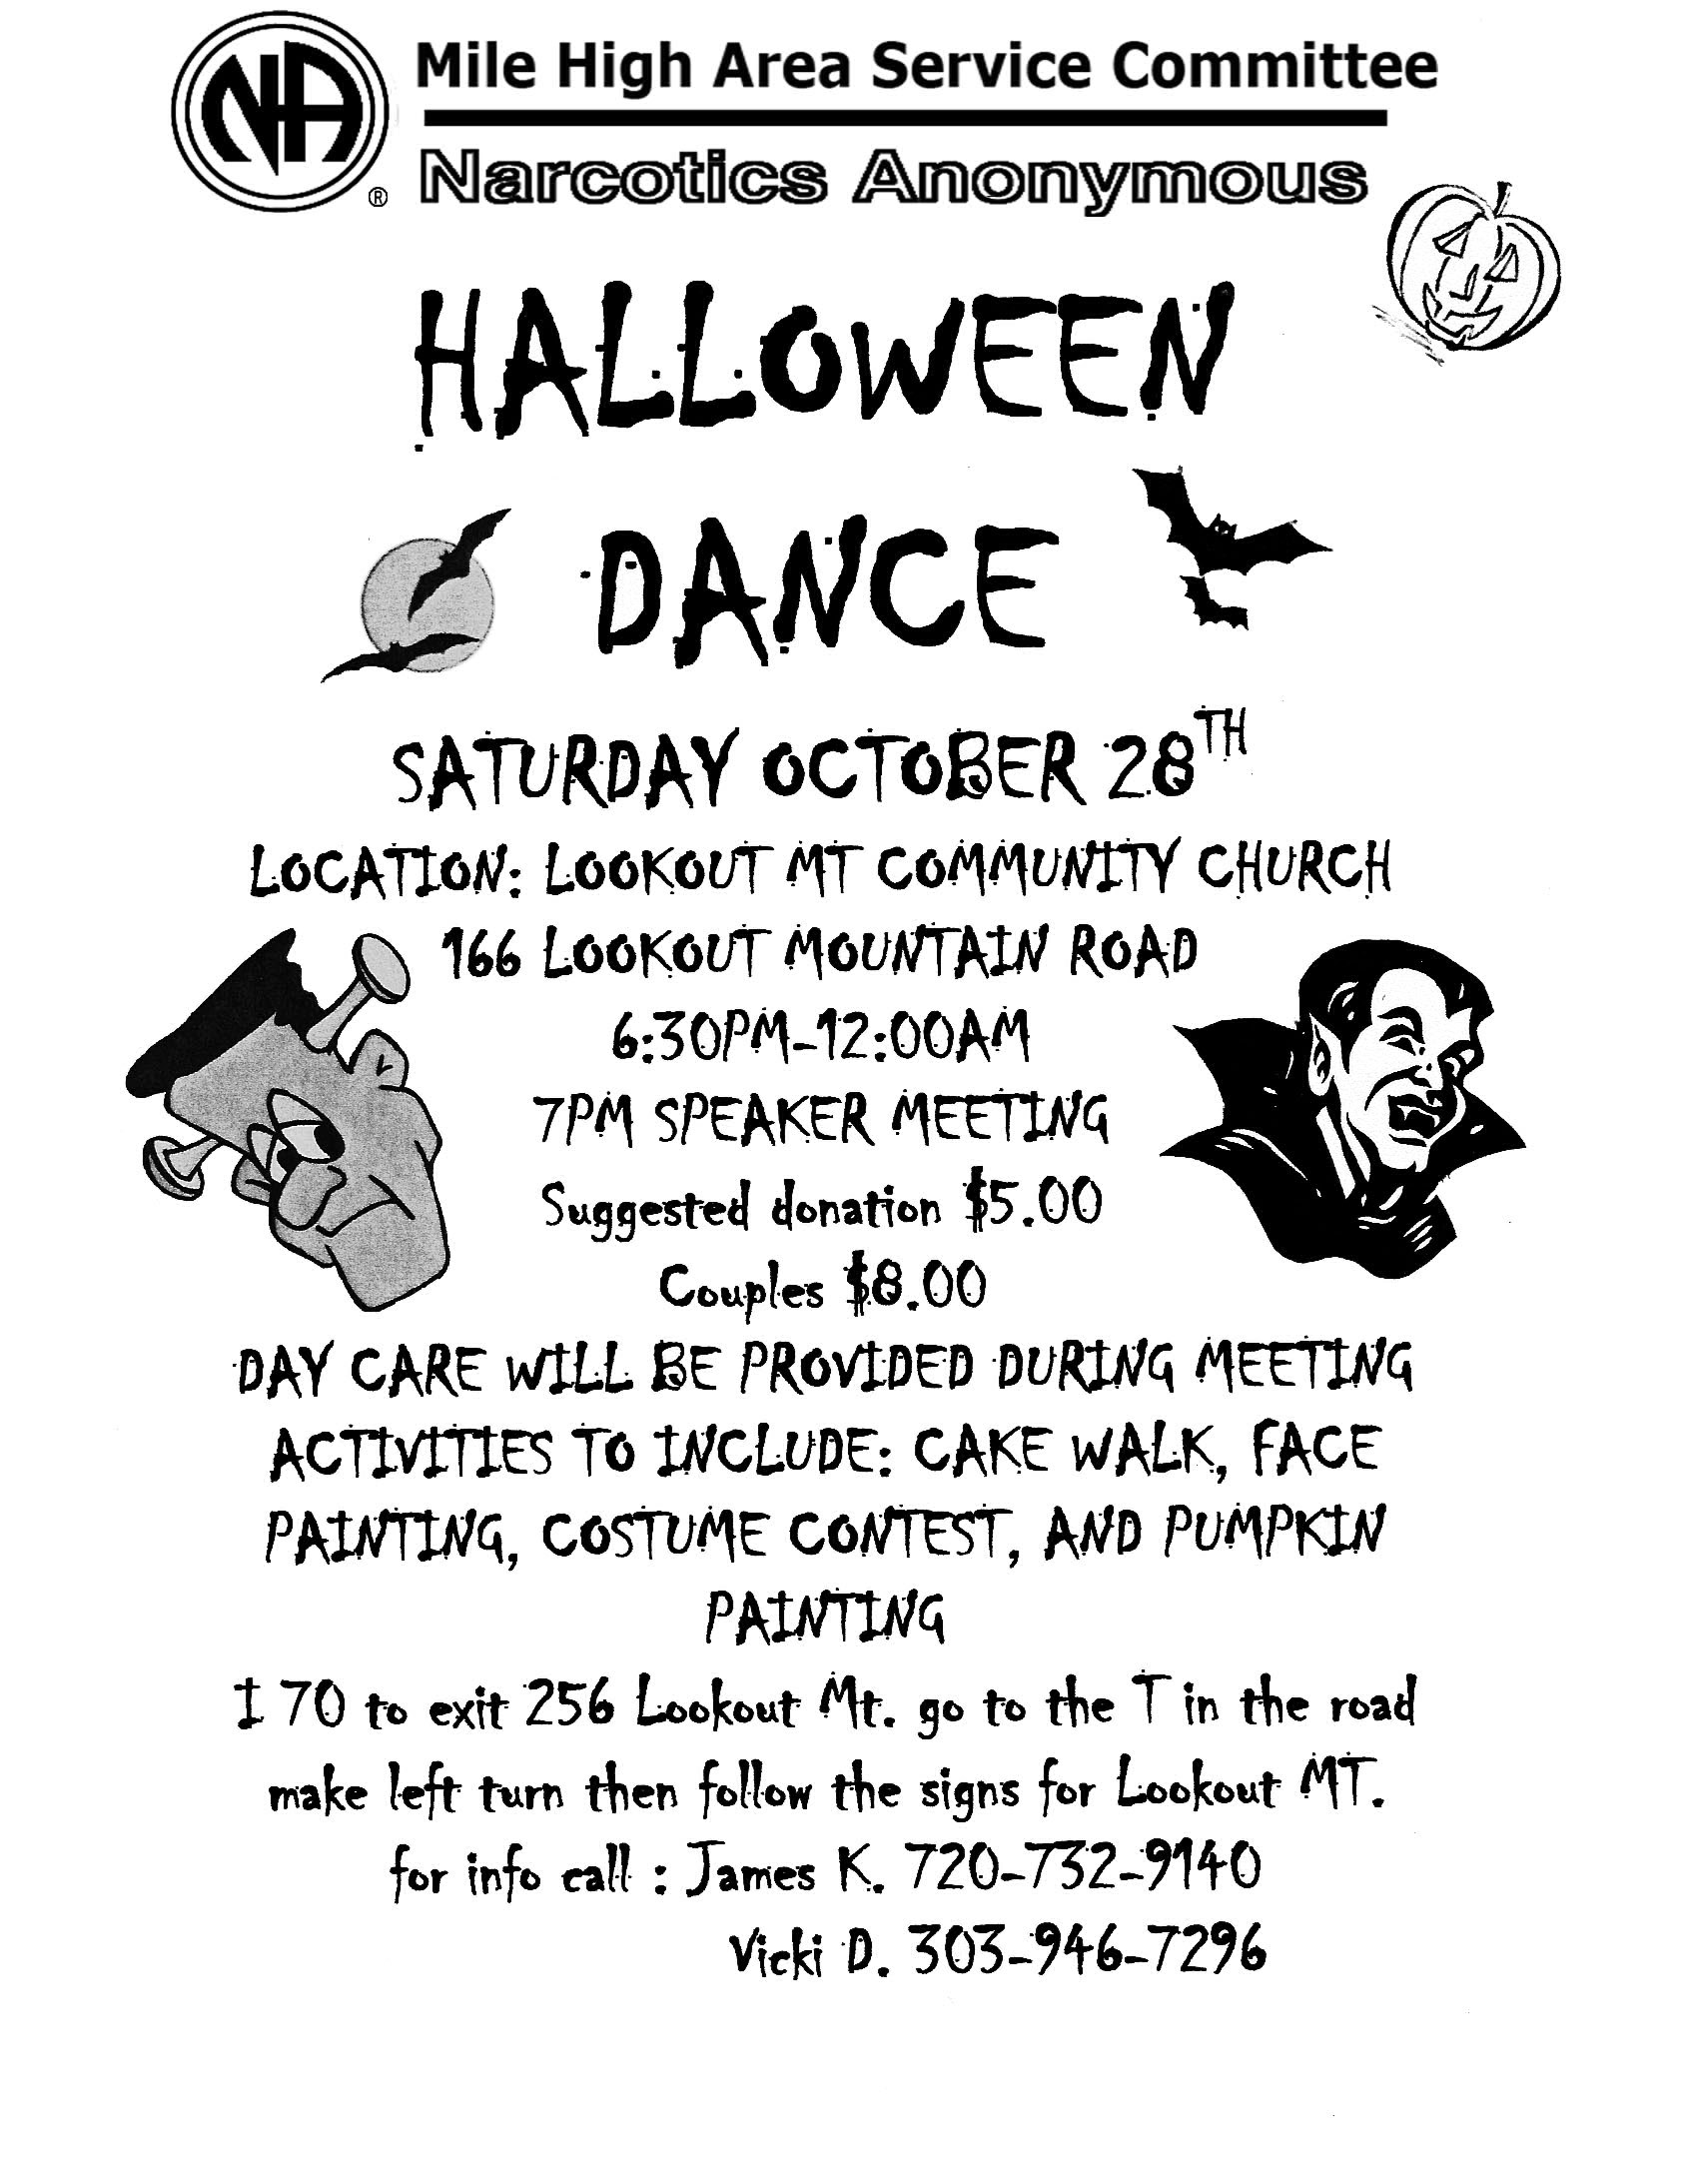 NA
®
Mile High Area Service Committee
Narcotics Anonymous
HALLOWEEN
DANCE
SATURDAY OCTOBER 28TH
LOCATION: LOOKOUT MT COMMUNITY CHURCH
166 LOOKOUT MOUNTAIN ROAD
6:30PM-12:00AM
7PM SPEAKER MEETING
Suggested donation $5.00
Couples $8.00
DAY CARE WILL BE PROVIDED DURING MEETING
ACTIVITIES TO INCLUDE: CAKE WALK, FACE
PAINTING, COSTUME CONTEST, AND PUMPKIN
PAINTING
I 70 to exit 256 Lookout Mt. go to the T in the road
make left turn then follow the signs for Lookout MT.
for info call : James K. 720-732-9140
Vicki D. 303-946-7296